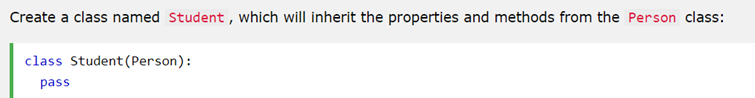 Create a class named Student , which will inherit the properties and methods from the Person class:
class Student(Person):
  pass